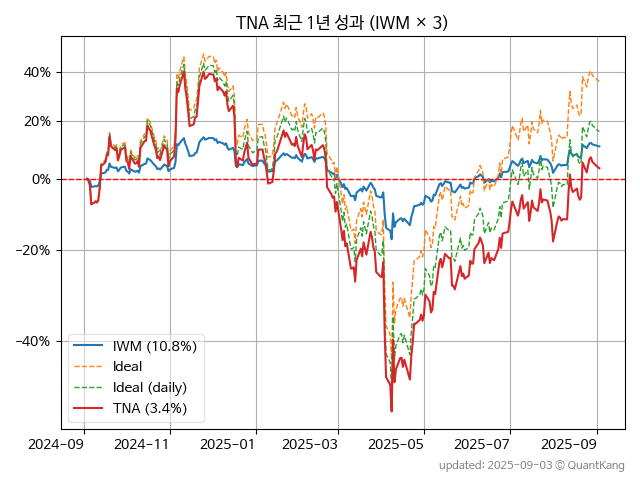 TNA 최근 1년 성과 (IWM × 3)
40%
20%
0%
−20%
−40%
IWM (10.8%)
Ideal
Ideal (daily)
TNA (3.4%)
2024-09
2024-11
2025-01
2025-03
2025-05
2025-07
2025-09
updated: 2025-09-03 © QuantKang